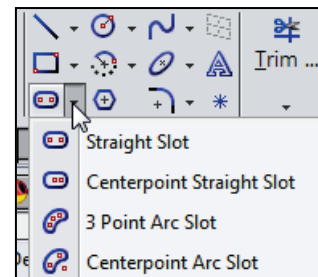 Trim ...
Straight Slot
Centerpoint Straight Slot
3 Point Arc Slot
Centerpoint Arc Slot